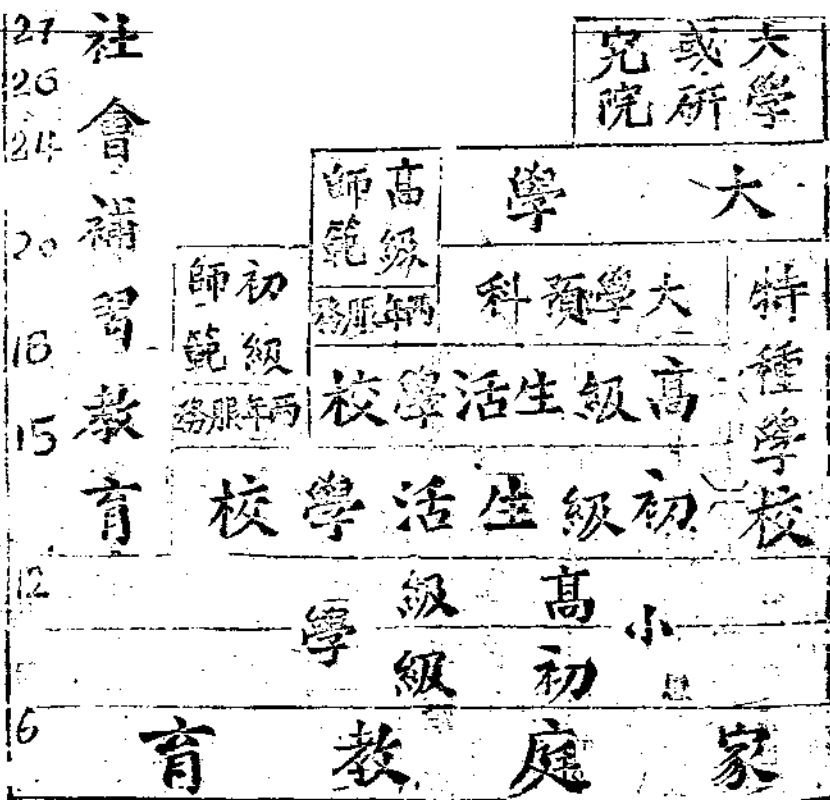 27
26
24
20
18
15
12
6
社會補習教育
大學
或研
究院
大學
高級
師範
兩年服務
大學預科
特種學校
初級
師範
兩年服務
高級生活學校
初級生活學校
小學
高級
初級
家庭教育